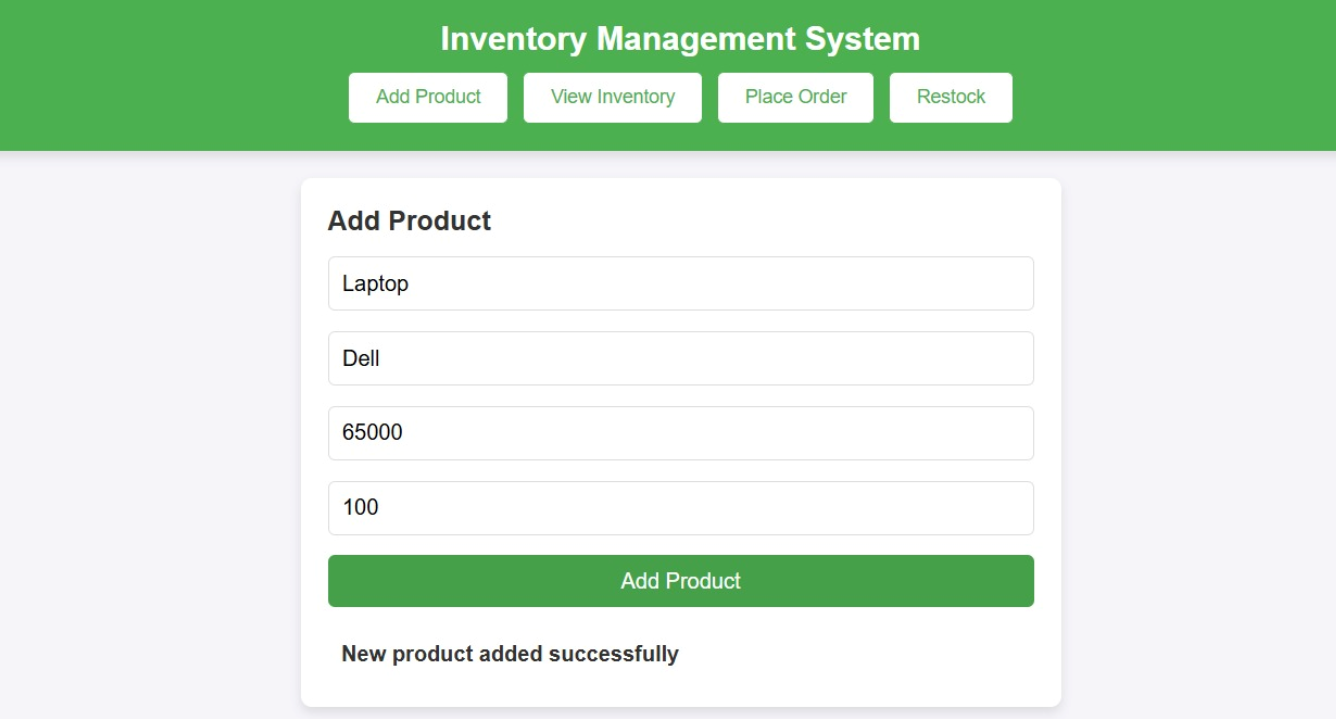 Inventory Management System
Add Product View Inventory Place Order Restock
Add Product
Laptop
Dell
65000
100
Add Product
New product added successfully